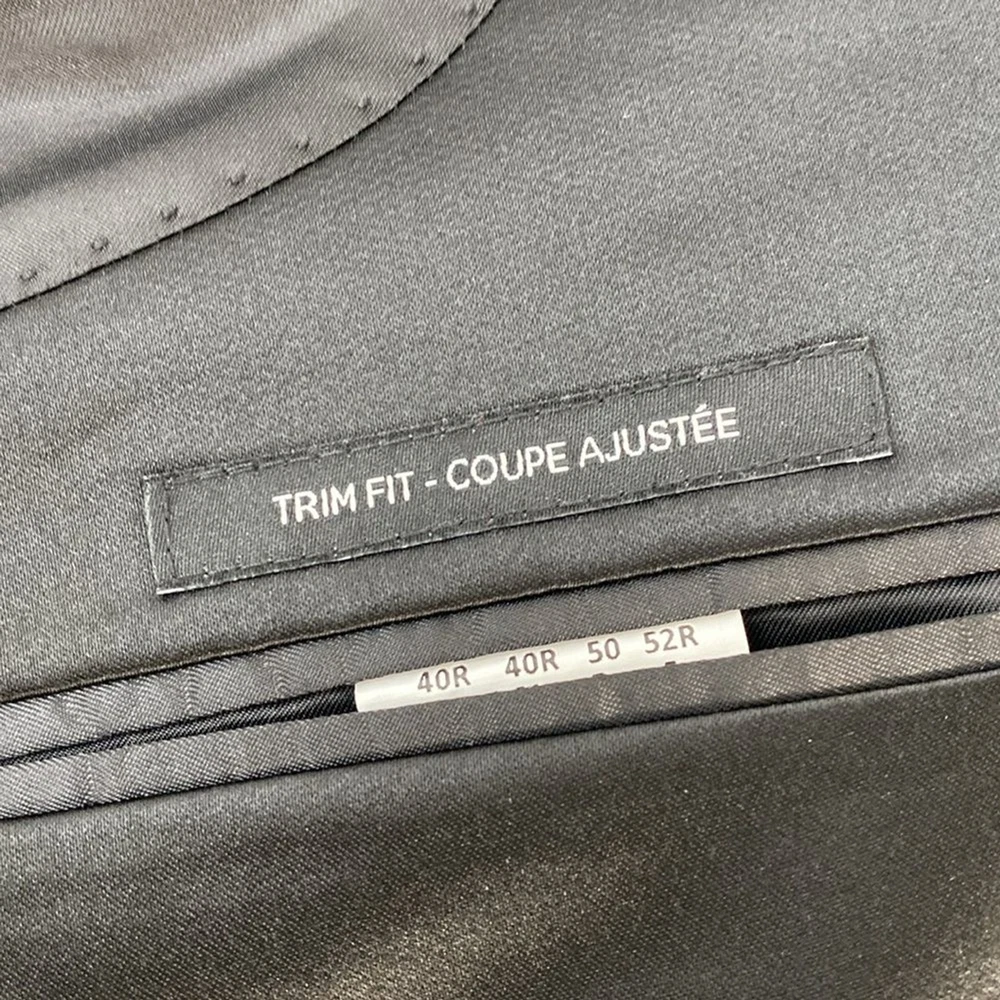 TRIM FIT - COUPE AJUSTÉE
40R 40R 50 52R